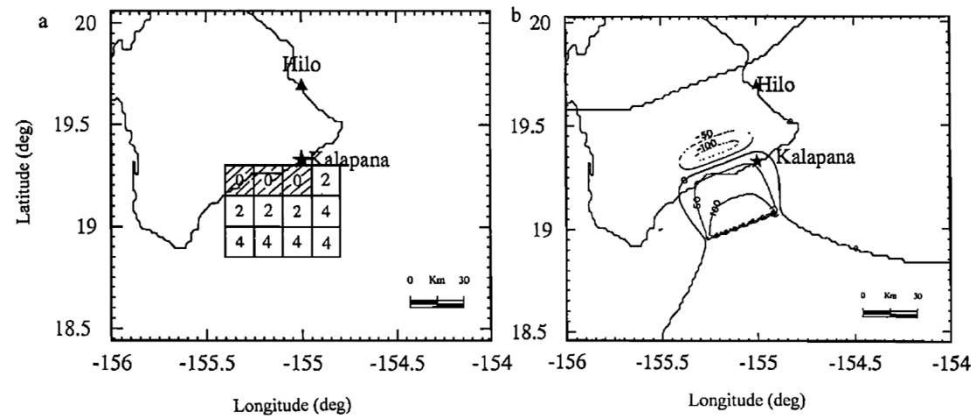 a
20
19.5
19
18.5
Latitude (deg)
Hilo
Kalapana
0 0 0 2
2 2 2 4
4 4 4 4
0 Km 30
-156 -155.5 -155 -154.5 -154
Longitude (deg)
b
20
19.5
19
18.5
Hilo
-50
-100
Kalapana
50
100
0
0 Km 30
-156 -155.5 -155 -154.5 -154
Longitude (deg)